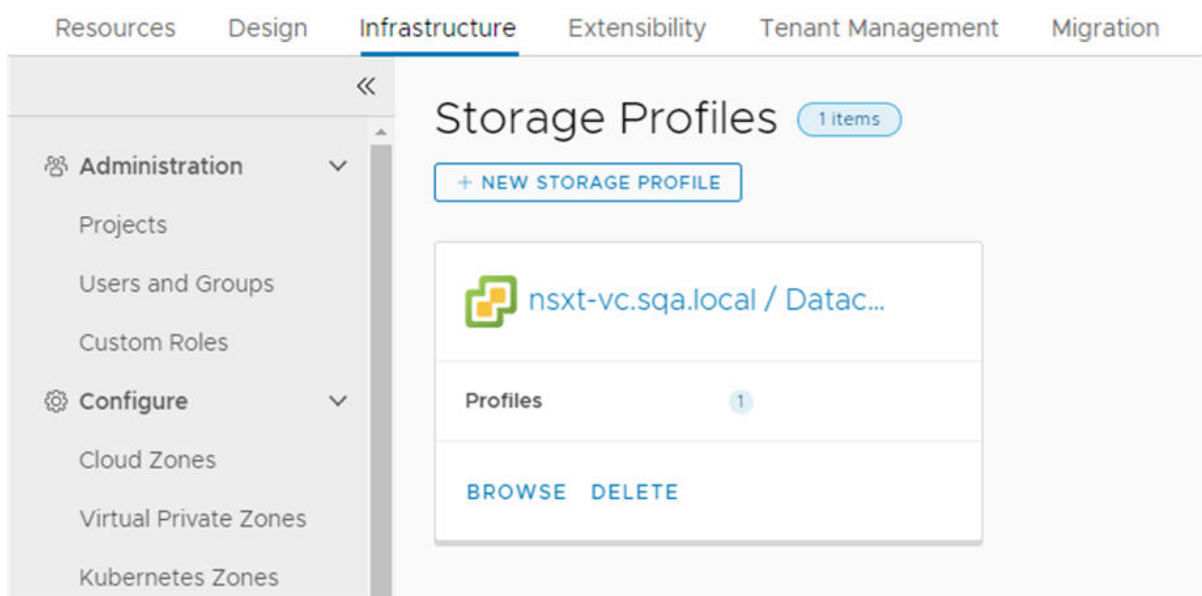 Resources Design Infrastructure Extensibility Tenant Management Migration
«
Storage Profiles 1 items
+ NEW STORAGE PROFILE
Administration
Projects
Users and Groups
Custom Roles
Configure
Cloud Zones
Virtual Private Zones
Kubernetes Zones
nsxt-vc.sqa.local / Datac...
Profiles 1
BROWSE DELETE